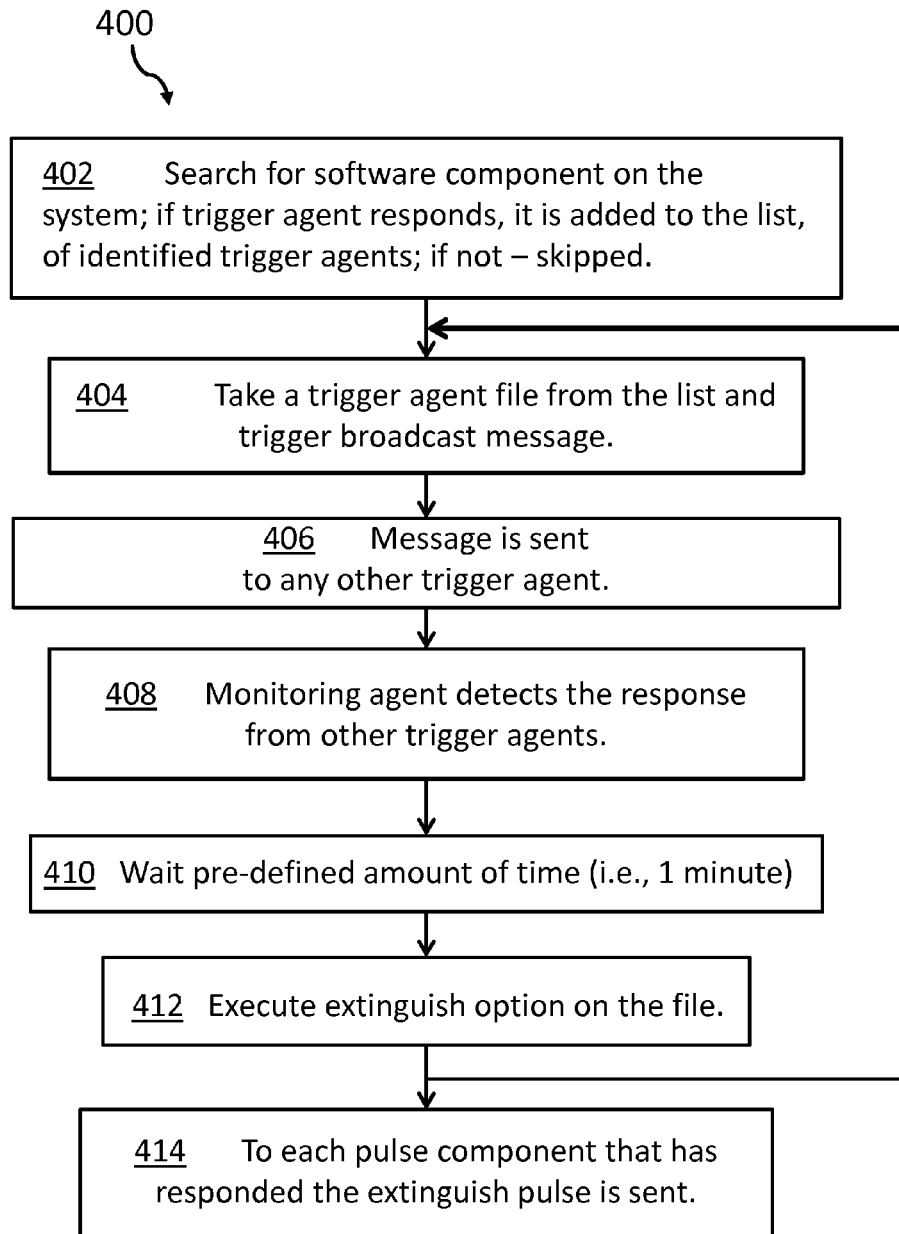 400
402 Search for software component on the
system; if trigger agent responds, it is added to the list,
of identified trigger agents; if not – skipped.
404 Take a trigger agent file from the list and
trigger broadcast message.
406 Message is sent
to any other trigger agent.
408 Monitoring agent detects the response
from other trigger agents.
410 Wait pre-defined amount of time (i.e., 1 minute)
412 Execute extinguish option on the file.
414 To each pulse component that has
responded the extinguish pulse is sent.